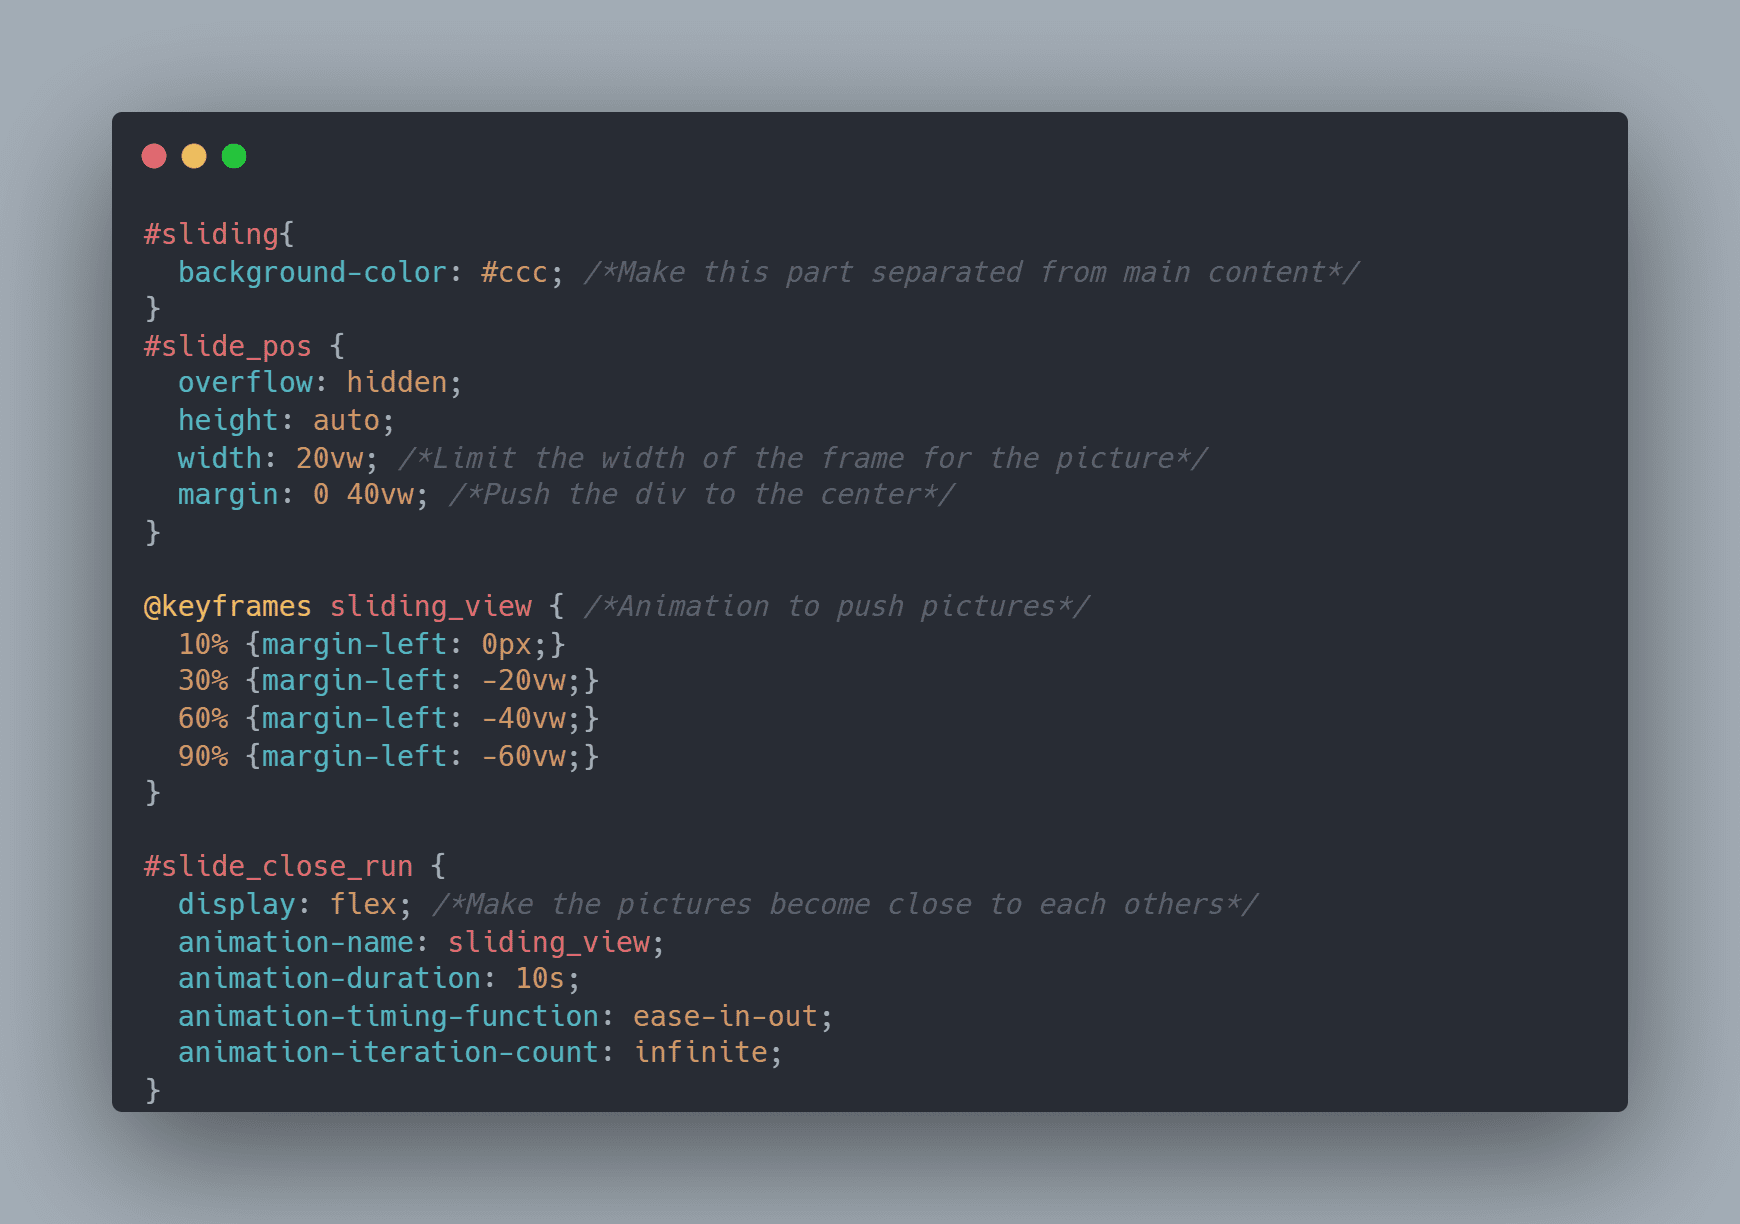 #sliding{
  background-color: #ccc; /*Make this part separated from main content*/
}
#slide_pos {
  overflow: hidden;
  height: auto;
  width: 20vw; /*Limit the width of the frame for the picture*/
  margin: 0 40vw; /*Push the div to the center*/
}

@keyframes sliding_view { /*Animation to push pictures*/
  10% {margin-left: 0px;}
  30% {margin-left: -20vw;}
  60% {margin-left: -40vw;}
  90% {margin-left: -60vw;}
}

#slide_close_run {
  display: flex; /*Make the pictures become close to each others*/
  animation-name: sliding_view;
  animation-duration: 10s;
  animation-timing-function: ease-in-out;
  animation-iteration-count: infinite;
}